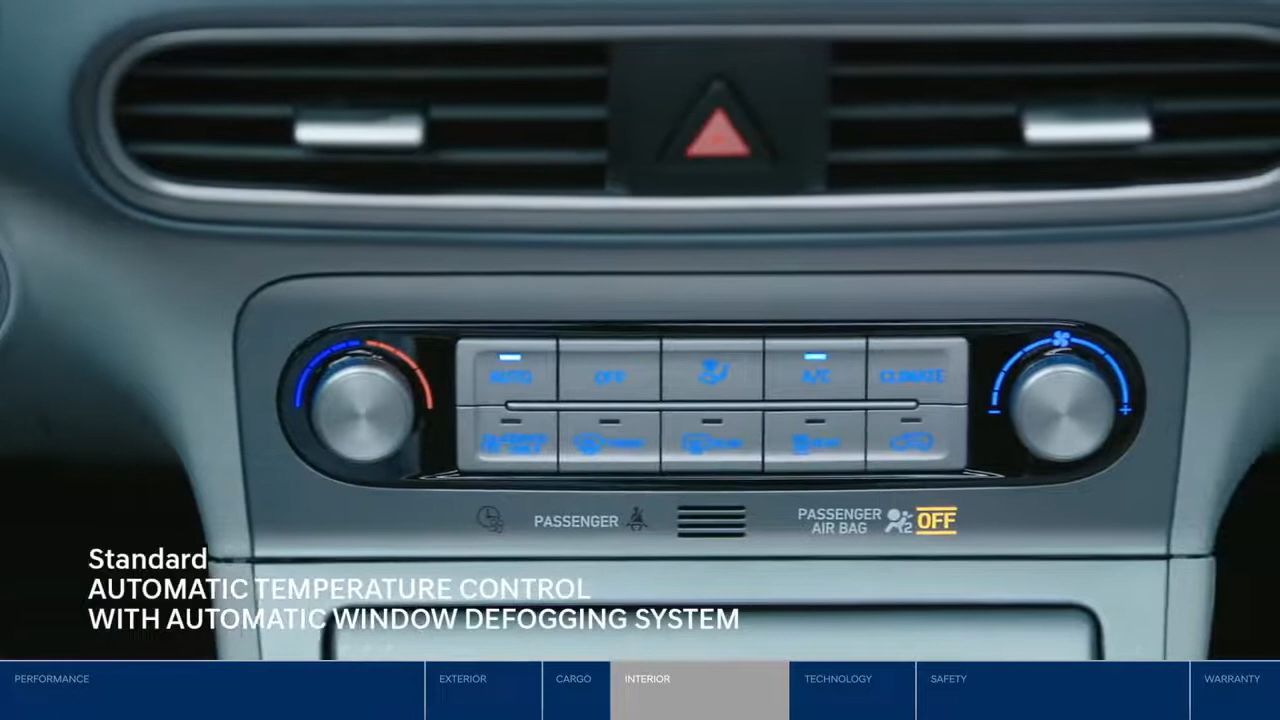 AUTO OFF A/C CLIMATE
PASSENGER
PASSENGER
AIR BAG
2 OFF
Standard
AUTOMATIC TEMPERATURE CONTROL
WITH AUTOMATIC WINDOW DEFOGGING SYSTEM
PERFORMANCE EXTERIOR CARGO INTERIOR TECHNOLOGY SAFETY WARRANTY